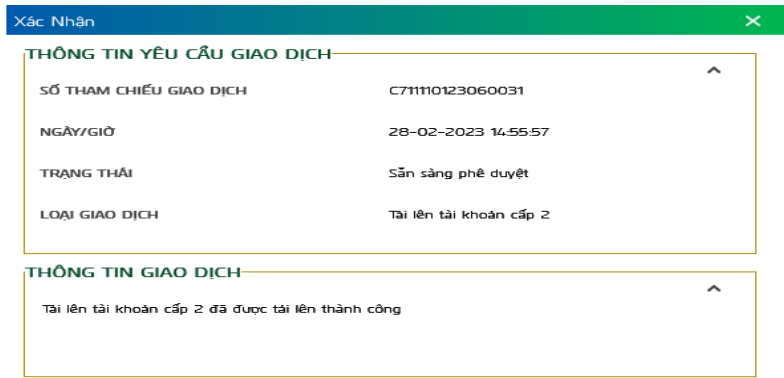 Xác Nhận
THÔNG TIN YÊU CẦU GIAO DỊCH
SỐ THAM CHIẾU GIAO DỊCH C711110123060031
NGÀY/GIỜ 28-02-2023 14:55:57
TRẠNG THÁI Sẵn sàng phê duyệt
LOẠI GIAO DỊCH Tải lên tài khoản cấp 2
THÔNG TIN GIAO DỊCH
Tải lên tài khoản cấp 2 đã được tải lên thành công